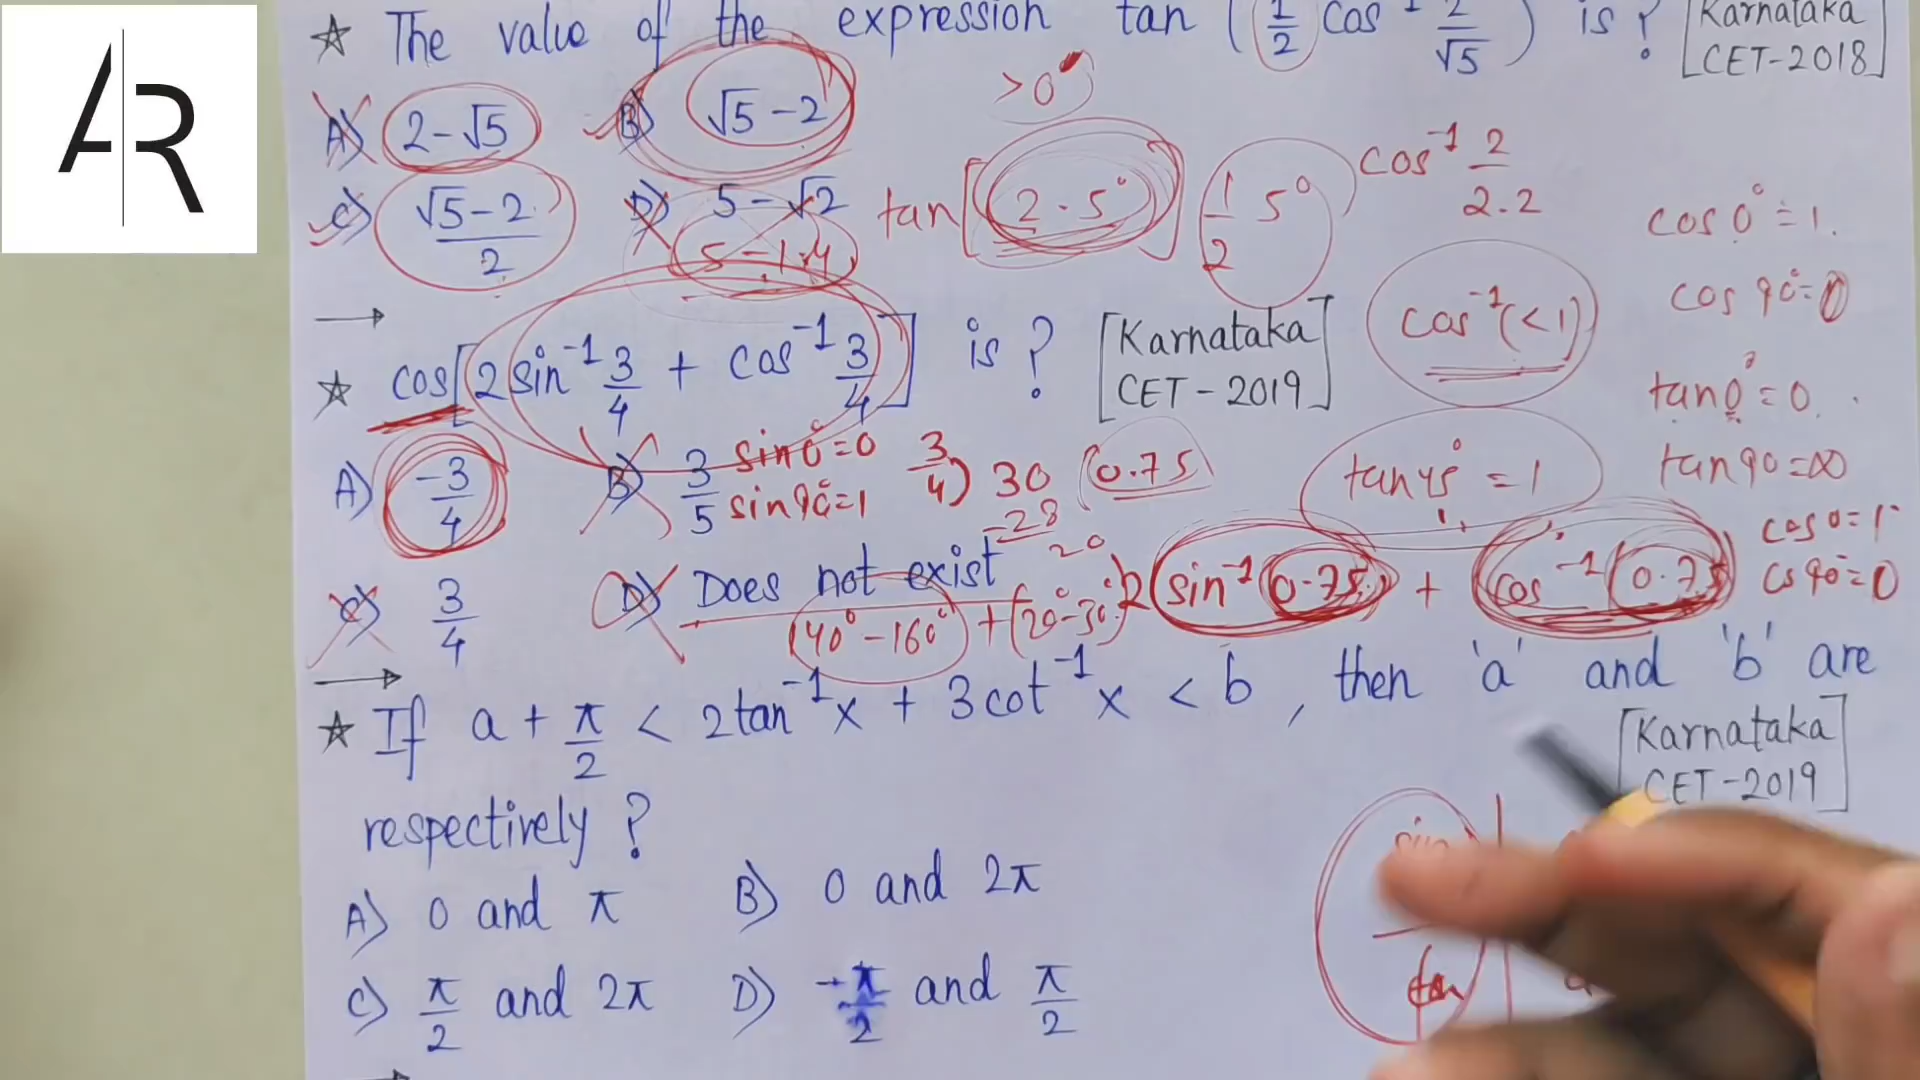 AR
☆ The value of the expression tan (1/2 cos⁻¹ 2/√5) is ? [Karnataka CET-2018]
>0
A) 2-√5 B) √5-2
cos⁻¹ 2/2.2
C) √5-2/2 D) 5-√2
tan[2.5°] 1/2 5°
5-1.4
cos 0° = 1.
cos 90° = 0
cos⁻¹(<1)
→
☆ cos[2sin⁻¹ 3/4 + cos⁻¹ 3/4] is ? [Karnataka CET-2019]
tan 0° = 0.
tan 90 = ∞
tan 45° = 1
A) -3/4 B) 3/5
sin 0° = 0
sin 90° = 1
4) 30 (0.75
-28
20
3
cos 0 = 1
cos 90 = 0
C) 3/4 D) Does not exist
2(sin⁻¹(0.75) + cos⁻¹(0.75)
(40°-160°) + (20°-30°)
→
☆ If a + π/2 < 2tan⁻¹x + 3cot⁻¹x < b, then 'a' and 'b' are
respectively ? [Karnataka CET-2019]
A) 0 and π B) 0 and 2π
C) π/2 and 2π D) -π/2 and π/2
sin
tan